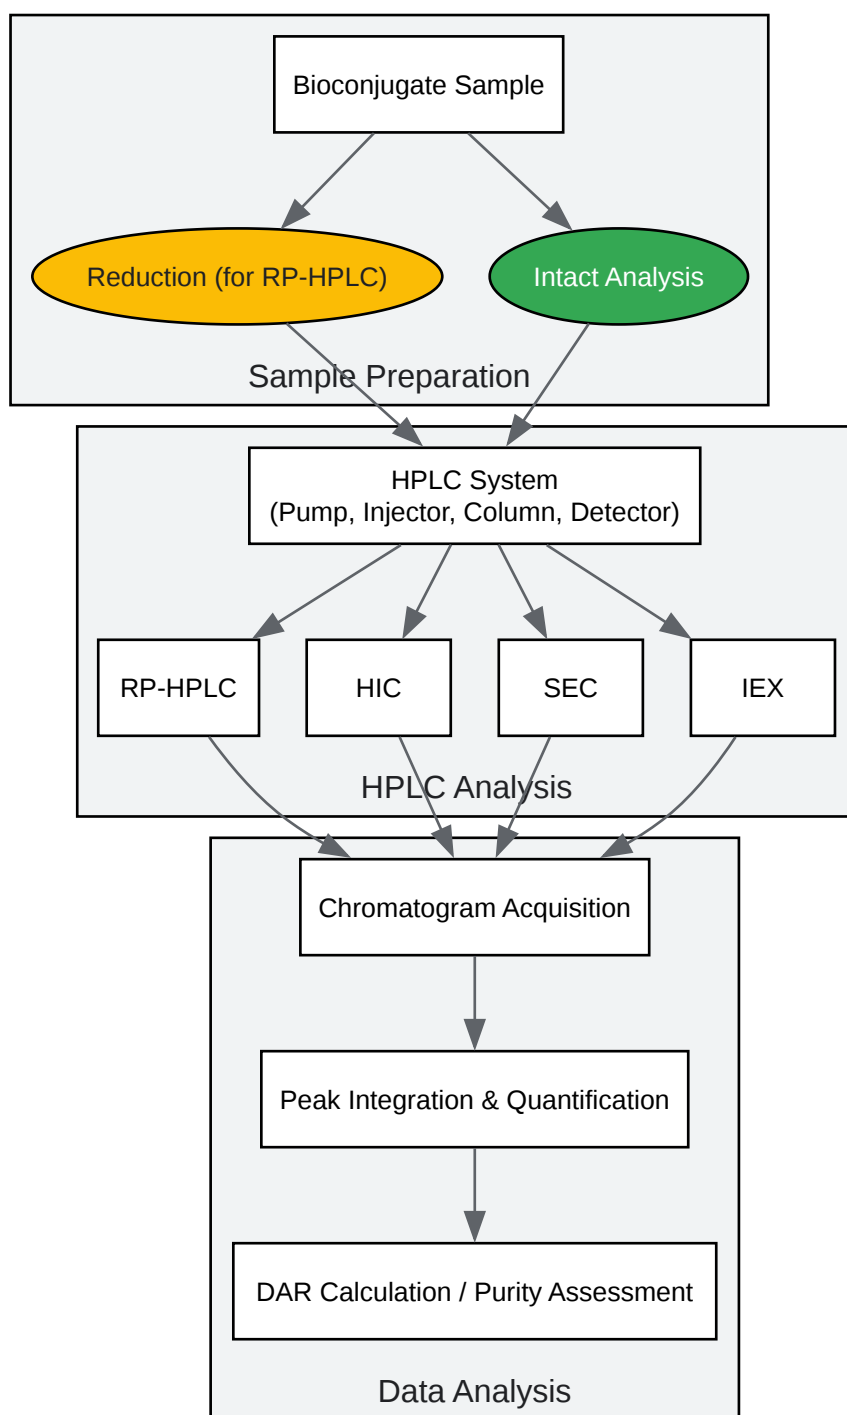 Bioconjugate Sample
Reduction (for RP-HPLC)
Intact Analysis
Sample Preparation
HPLC System
(Pump, Injector, Column, Detector)
RP-HPLC
HIC
SEC
IEX
HPLC Analysis
Chromatogram Acquisition
Peak Integration & Quantification
DAR Calculation / Purity Assessment
Data Analysis